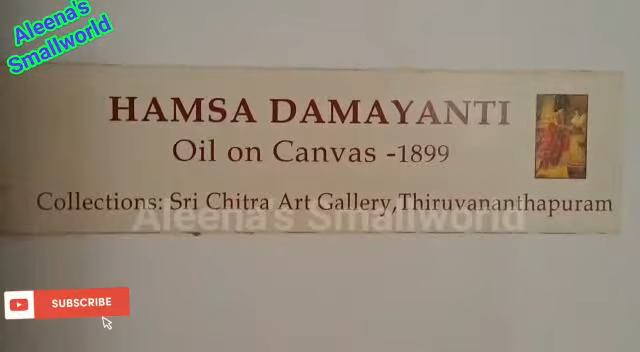 Aleena's
Smallworld
HAMSA DAMAYANTI
Oil on Canvas -1899
Collections: Sri Chitra Art Gallery,Thiruvananthapuram
Aleena's Smallworld
SUBSCRIBE